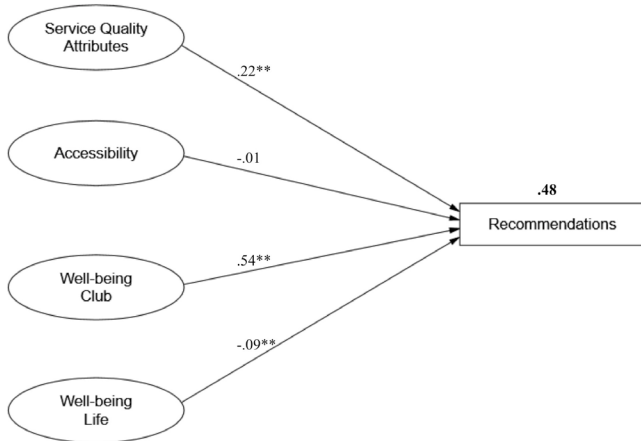 Service Quality
Attributes
.22**
Accessibility
-.01
.48
Recommendations
.54**
Well-being
Club
-.09**
Well-being
Life